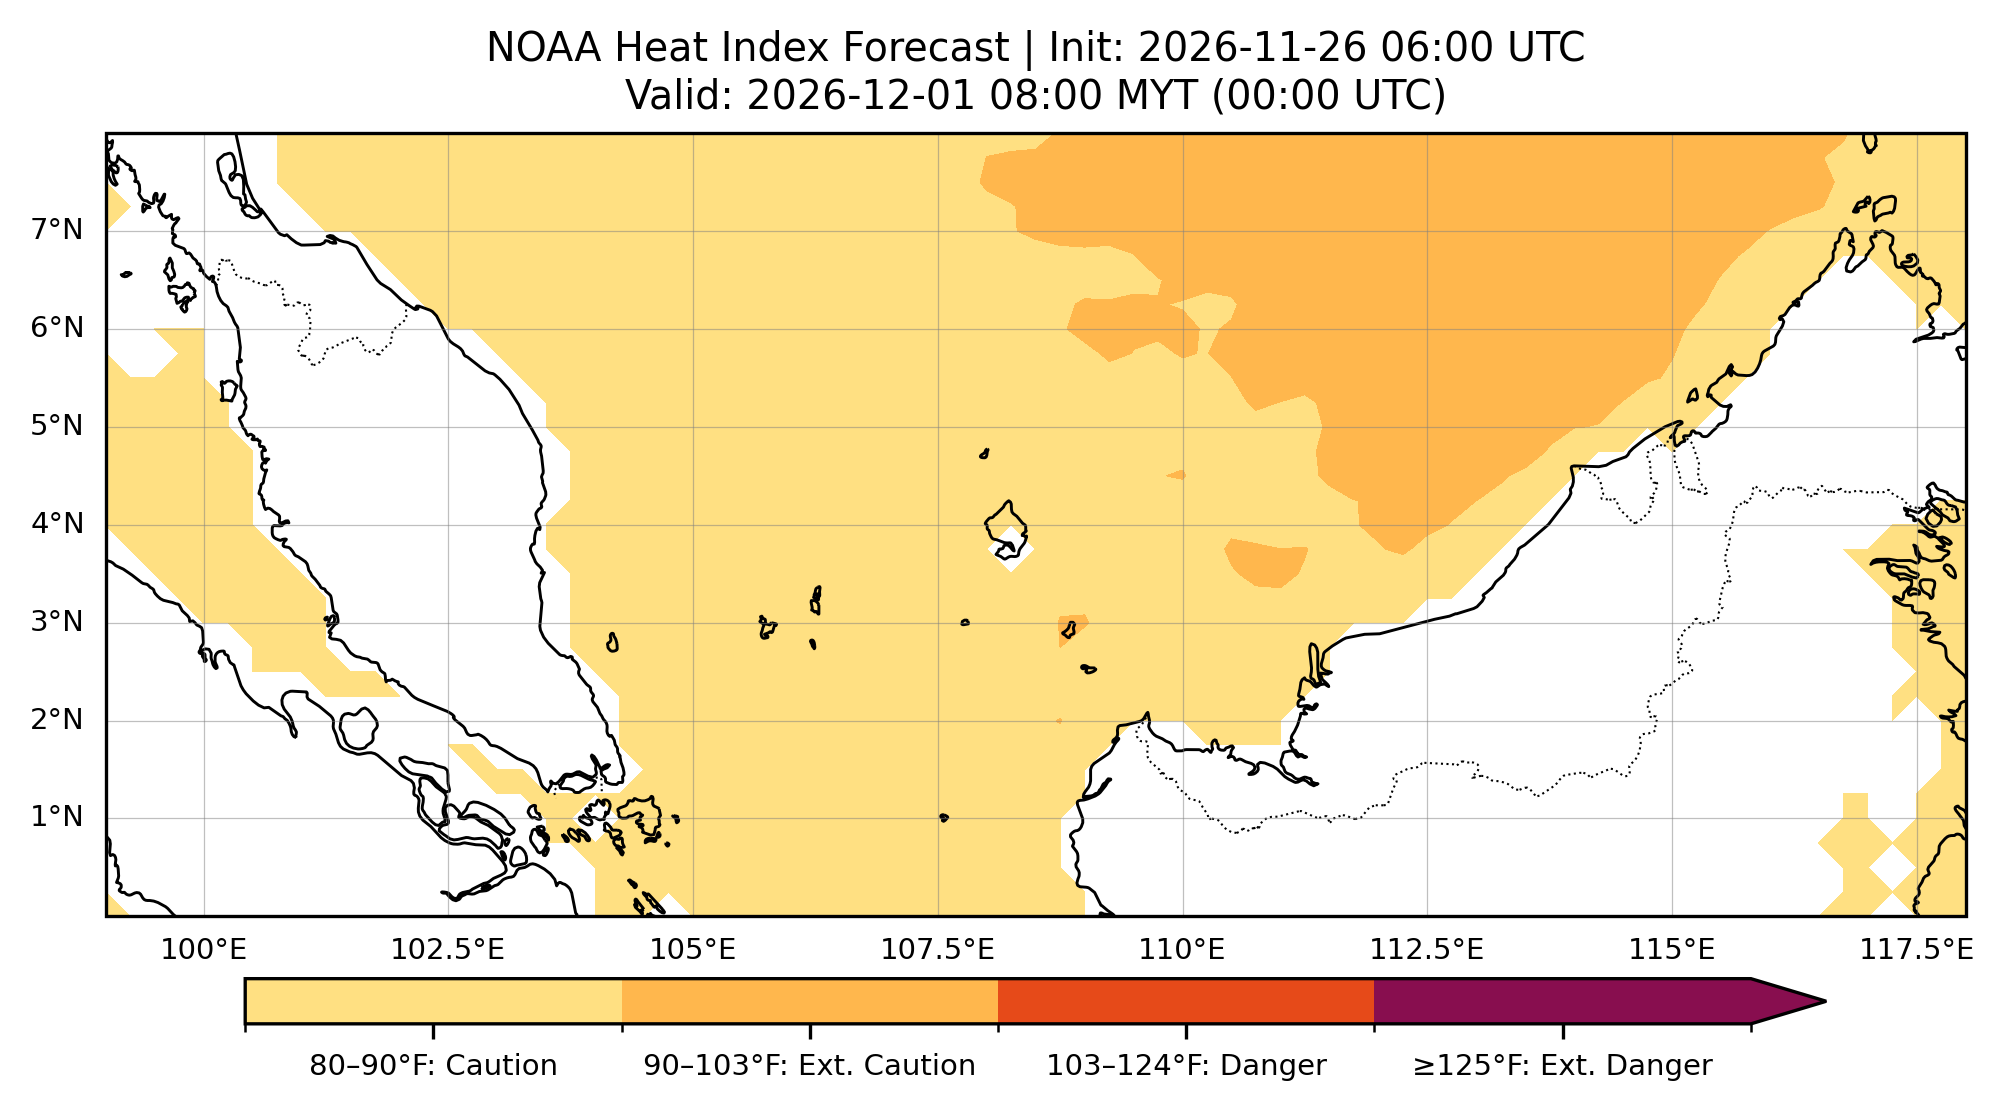 NOAA Heat Index Forecast | Init: 2026-11-26 06:00 UTC
Valid: 2026-12-01 08:00 MYT (00:00 UTC)
7°N
6°N
5°N
4°N
3°N
2°N
1°N
100°E 102.5°E 105°E 107.5°E 110°E 112.5°E 115°E 117.5°E
80–90°F: Caution 90–103°F: Ext. Caution 103–124°F: Danger ≥125°F: Ext. Danger